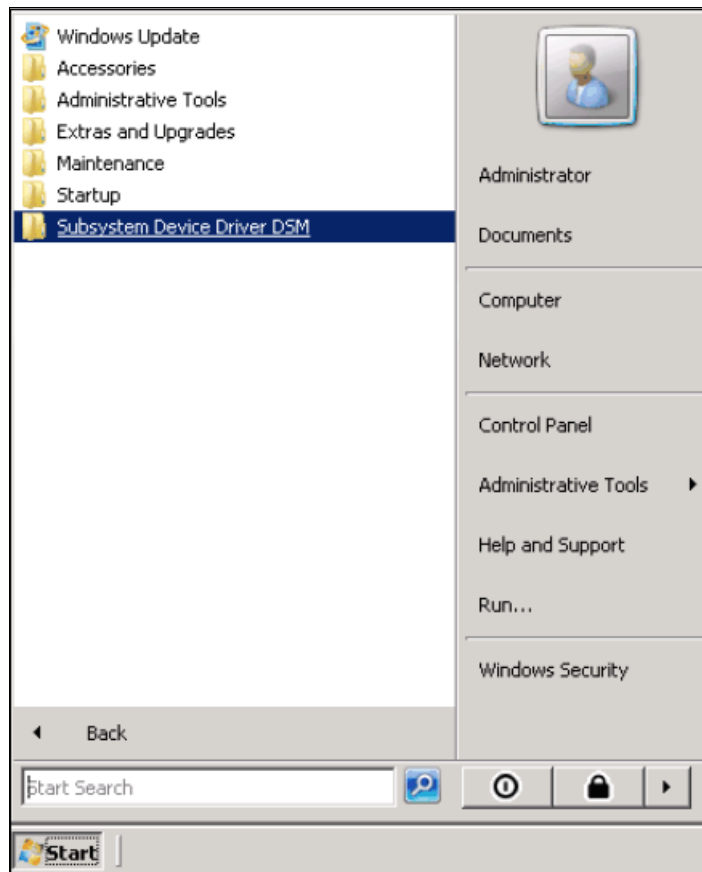 Windows Update
Accessories
Administrative Tools
Extras and Upgrades
Maintenance
Startup
Subsystem Device Driver DSM
Back
Start Search
Administrator
Documents
Computer
Network
Control Panel
Administrative Tools
Help and Support
Run...
Windows Security
Start